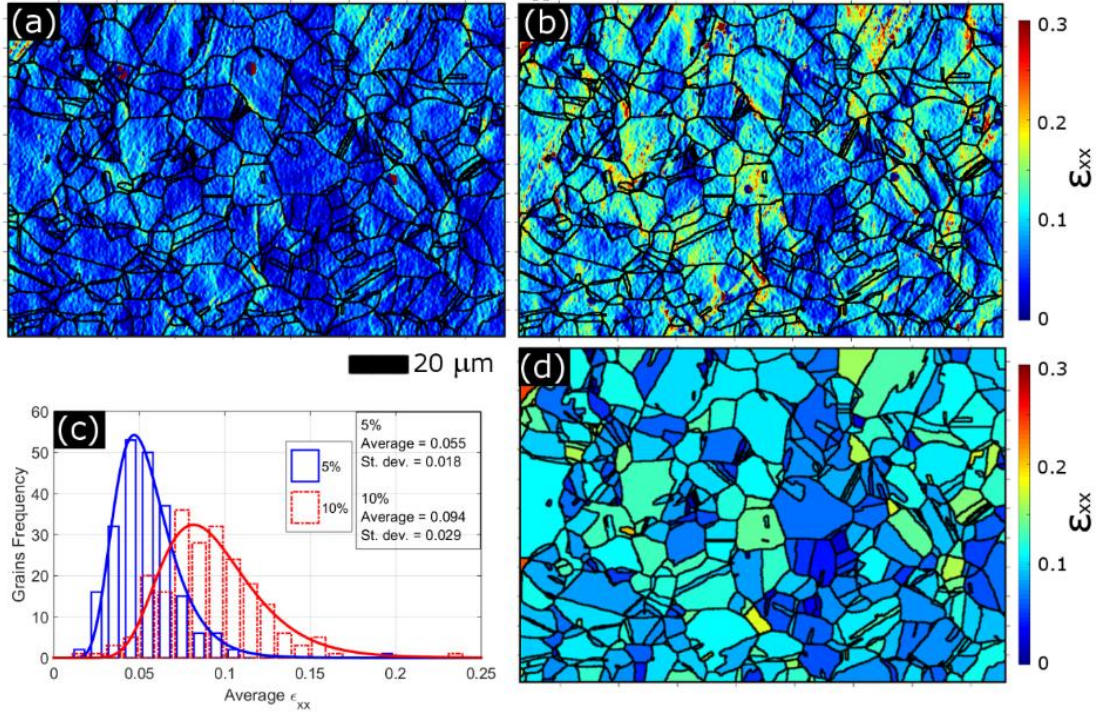 (a)
(b)
0.3
0.2
0.1
0
εxx
20 μm
(c)
60
50
40
30
20
10
0
Grains Frequency
0
0.05
0.1
0.15
0.2
0.25
Average ϵxx
5%
10%
5%
Average = 0.055
St. dev. = 0.018
10%
Average = 0.094
St. dev. = 0.029
(d)
0.3
0.2
0.1
0
εxx